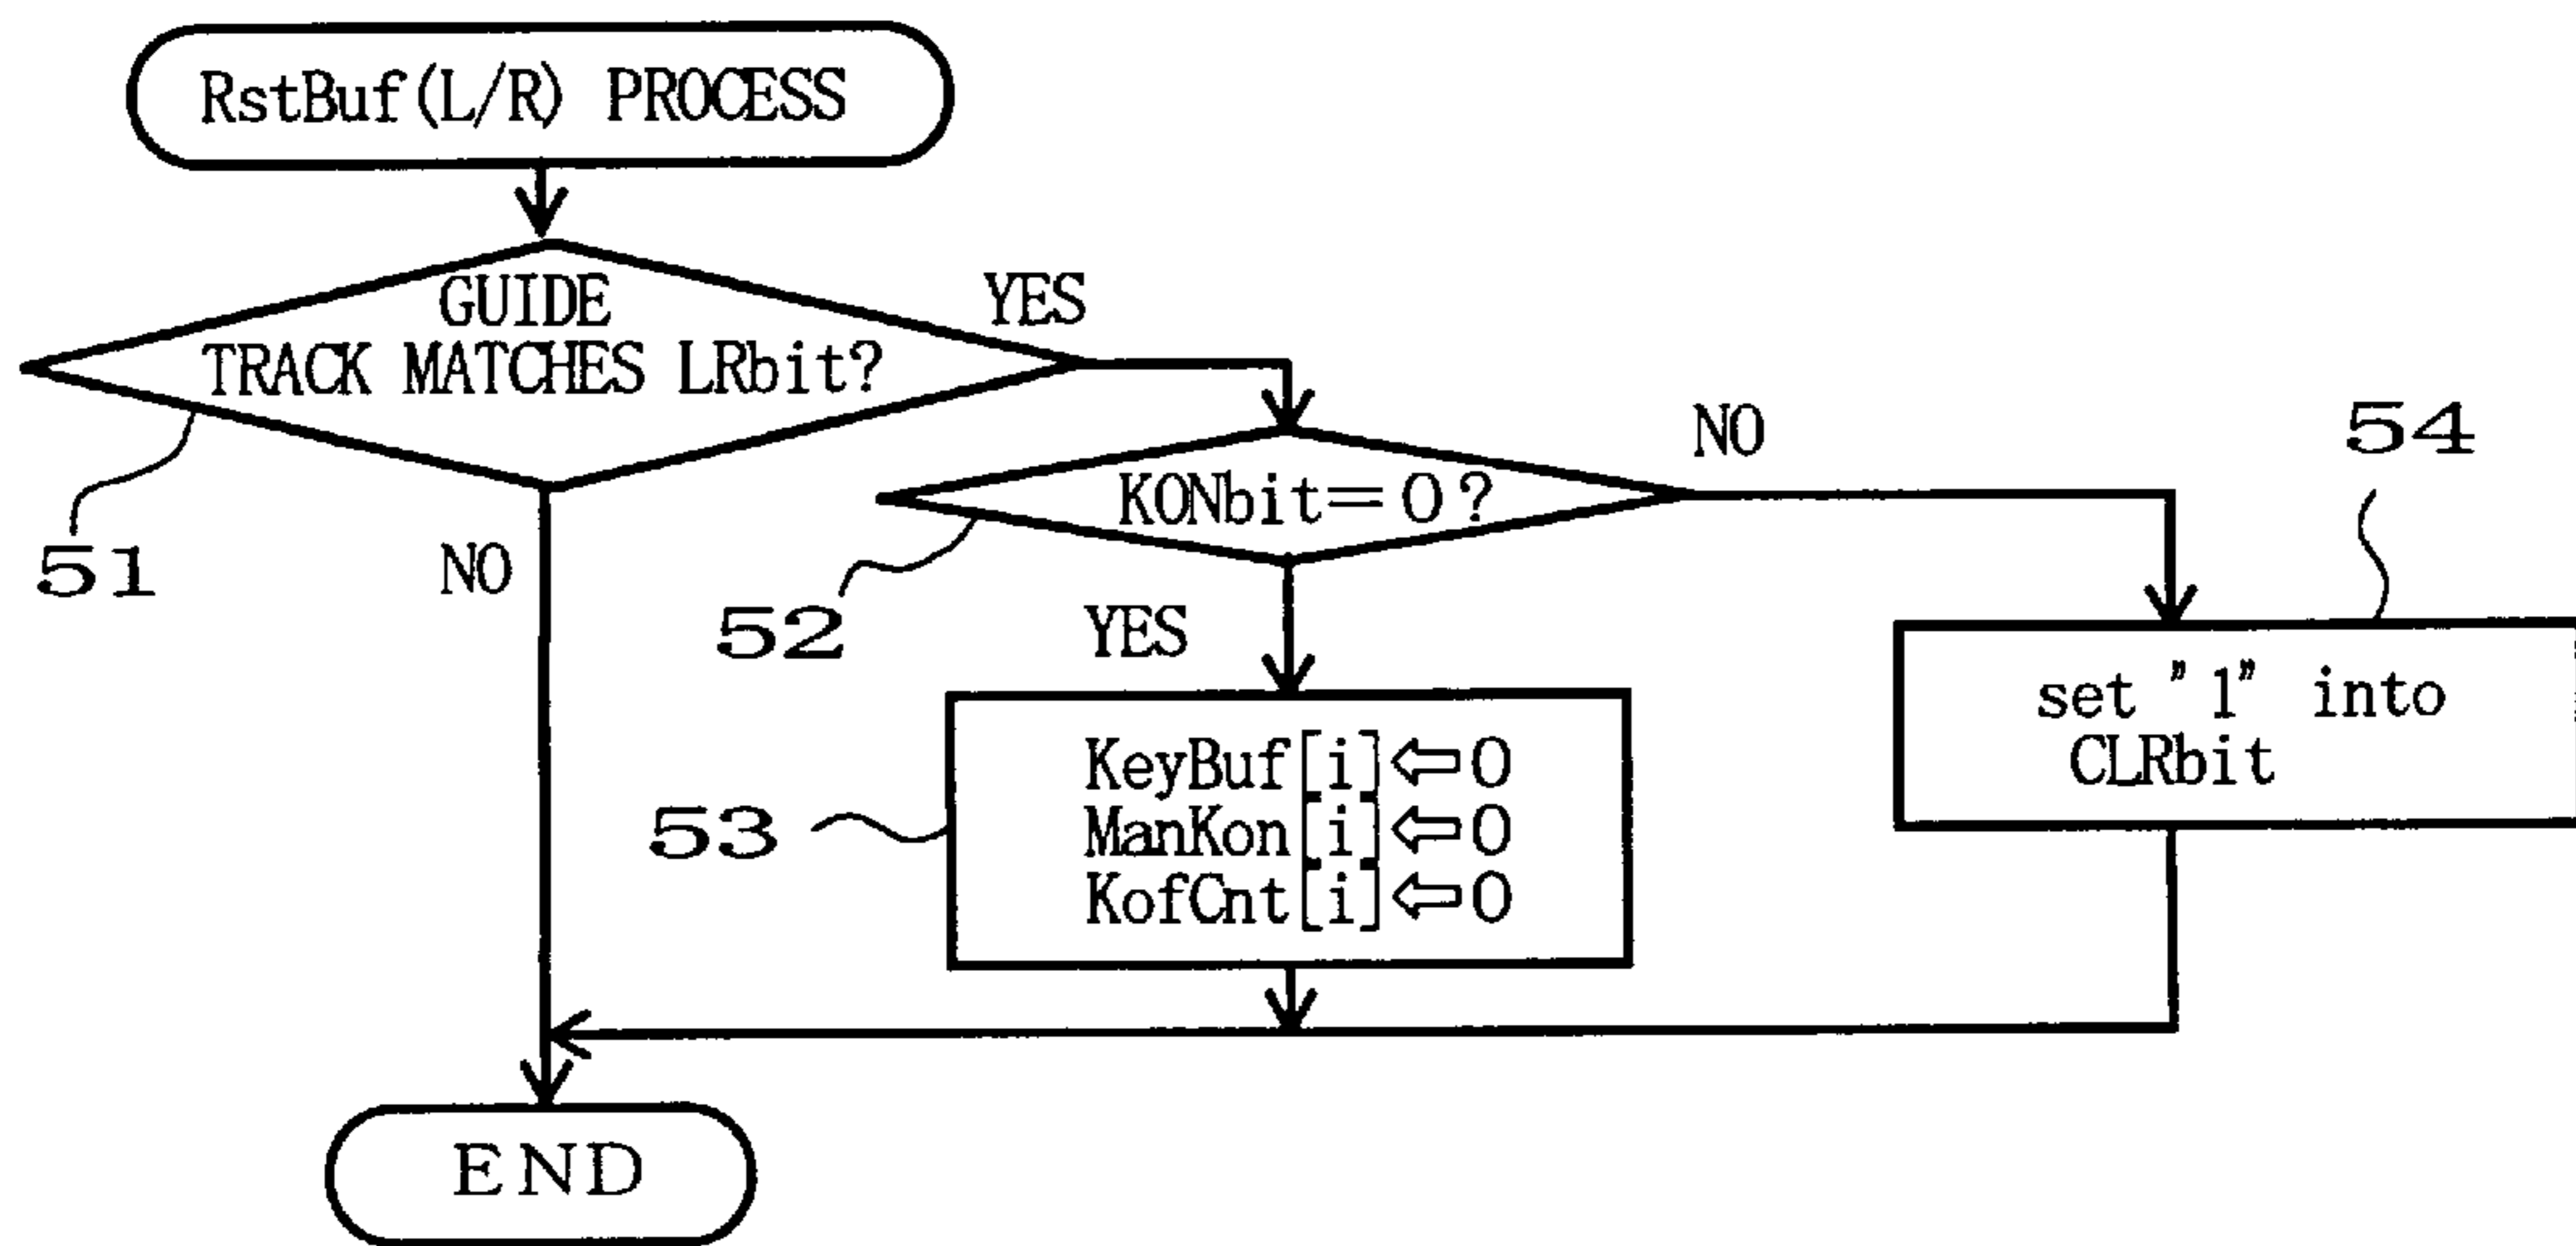 RstBuf(L/R) PROCESS
GUIDE
TRACK MATCHES LRbit?
YES
NO
51
KONbit=0?
NO
YES
52
54
set "1" into
CLRbit
53
KeyBuf[i]⇦0
ManKon[i]⇦0
KofCnt[i]⇦0
END